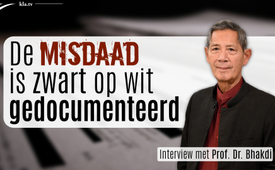 kla.tv
De MISDAAD
is zwart op wit
gedocumenteerd
Interview met Prof. Dr. Bhakdi